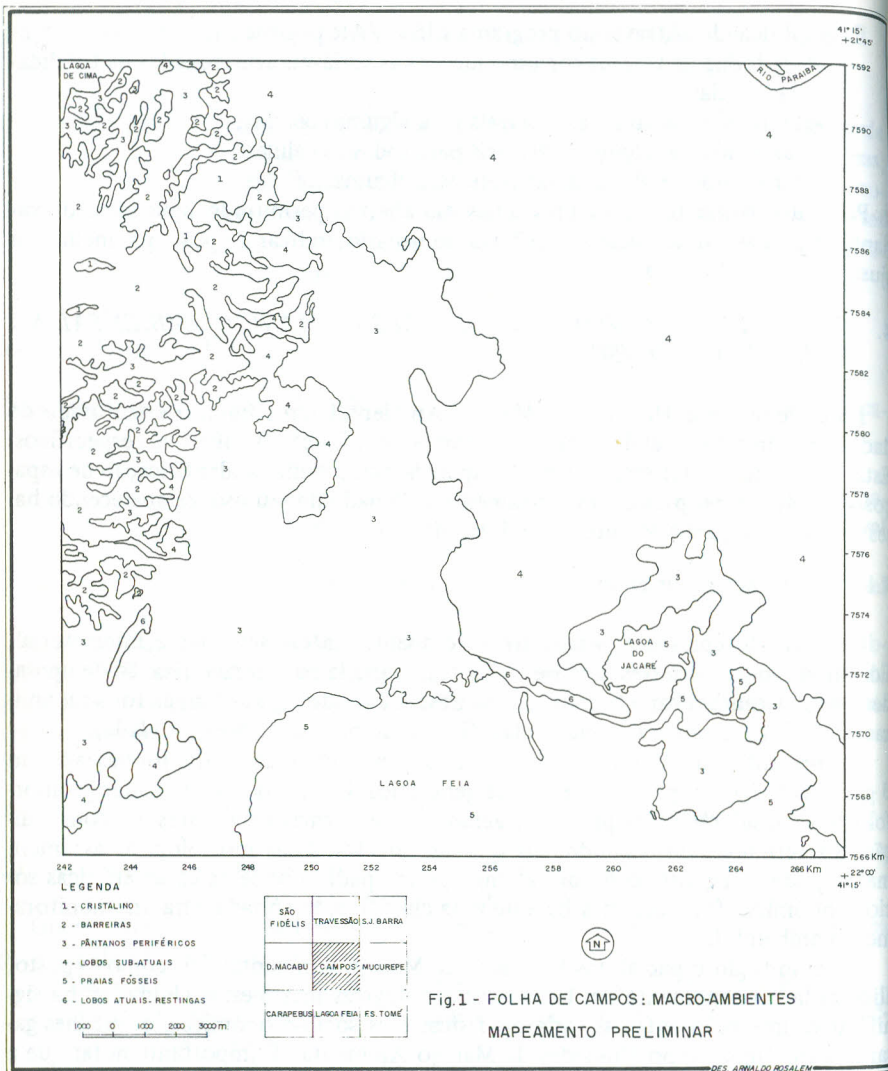 41° 15'
+21° 45'
LAGOA
DE CIMA
RIO PARAIBA
7592
7590
7588
7586
7584
7582
7580
7578
7576
7574
7572
7570
7568
7566 Km
LAGOA
DO
JACARÉ
LAGOA FEIA
242 244 246 248 250 252 254 256 258 260 262 264 266 Km
+22° 00'
41° 15'
LEGENDA
1 - CRISTALINO
2 - BARREIRAS
3 - PÂNTANOS PERIFÉRICOS
4 - LOBOS SUB-ATUAIS
5 - PRAIAS FÓSSEIS
6 - LOBOS ATUAIS-RESTINGAS
1000 0 1000 2000 3000 m.
SÃO
FIDÉLIS
TRAVESSÃO
S.J. BARRA
D. MACABU
CAMPOS
MUCUREPE
CARAPEBUS
LAGOA FEIA
F.S. TOMÉ
N
Fig.1 - FOLHA DE CAMPOS: MACRO-AMBIENTES
MAPEAMENTO PRELIMINAR
DES. ARNALDO ROSALEM